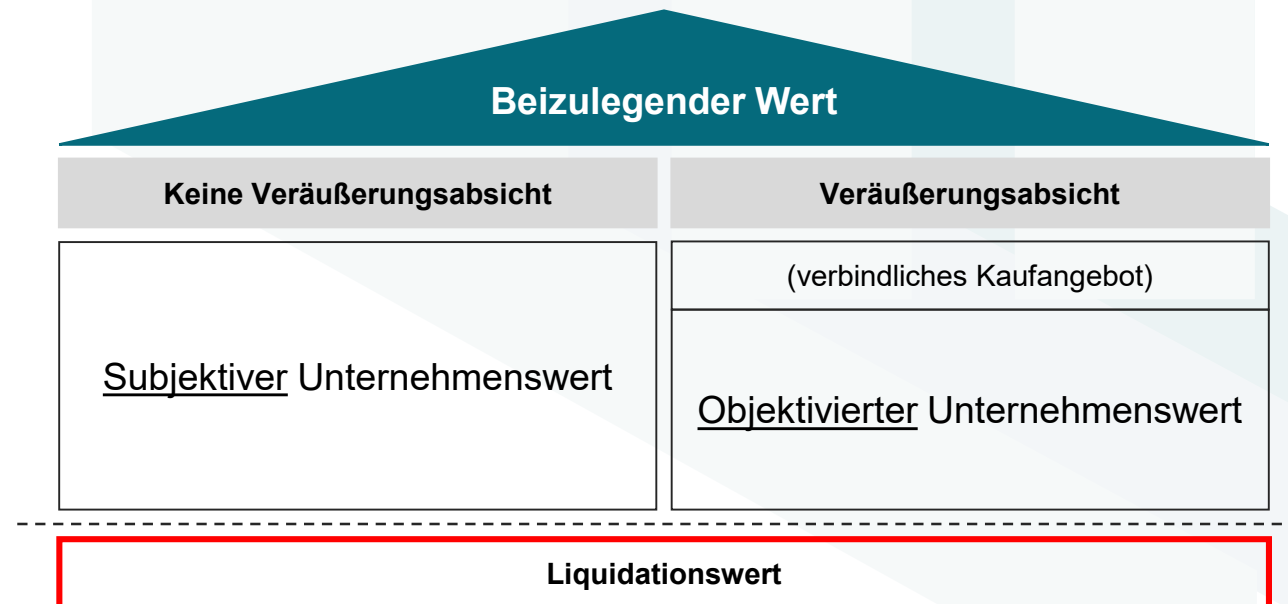 Beizulegender Wert
Keine Veräußerungsabsicht
Veräußerungsabsicht
(verbindliches Kaufangebot)
Subjektiver Unternehmenswert
Objektivierter Unternehmenswert
Liquidationswert